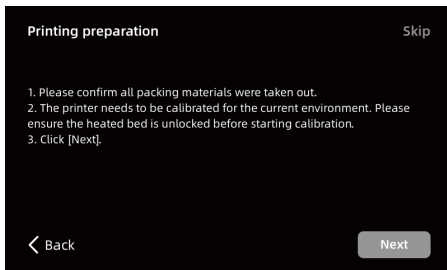 Printing preparation
Skip
1. Please confirm all packing materials were taken out.
2. The printer needs to be calibrated for the current environment. Please
ensure the heated bed is unlocked before starting calibration.
3. Click [Next].
Back
Next